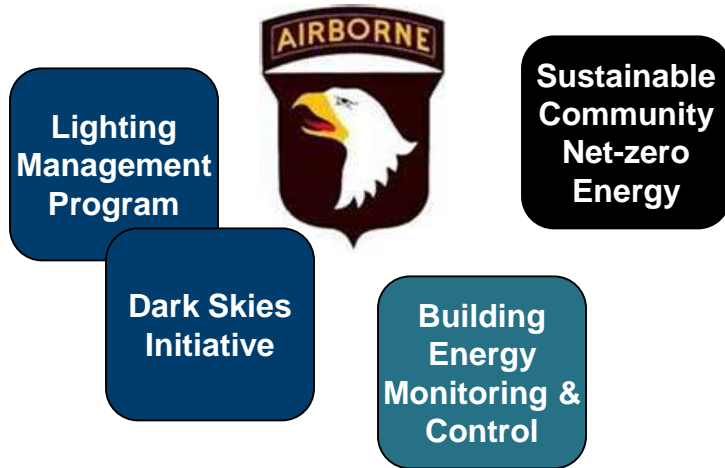 AIRBORNE
Lighting
Management
Program
Dark Skies
Initiative
Sustainable
Community
Net-zero
Energy
Building
Energy
Monitoring &
Control